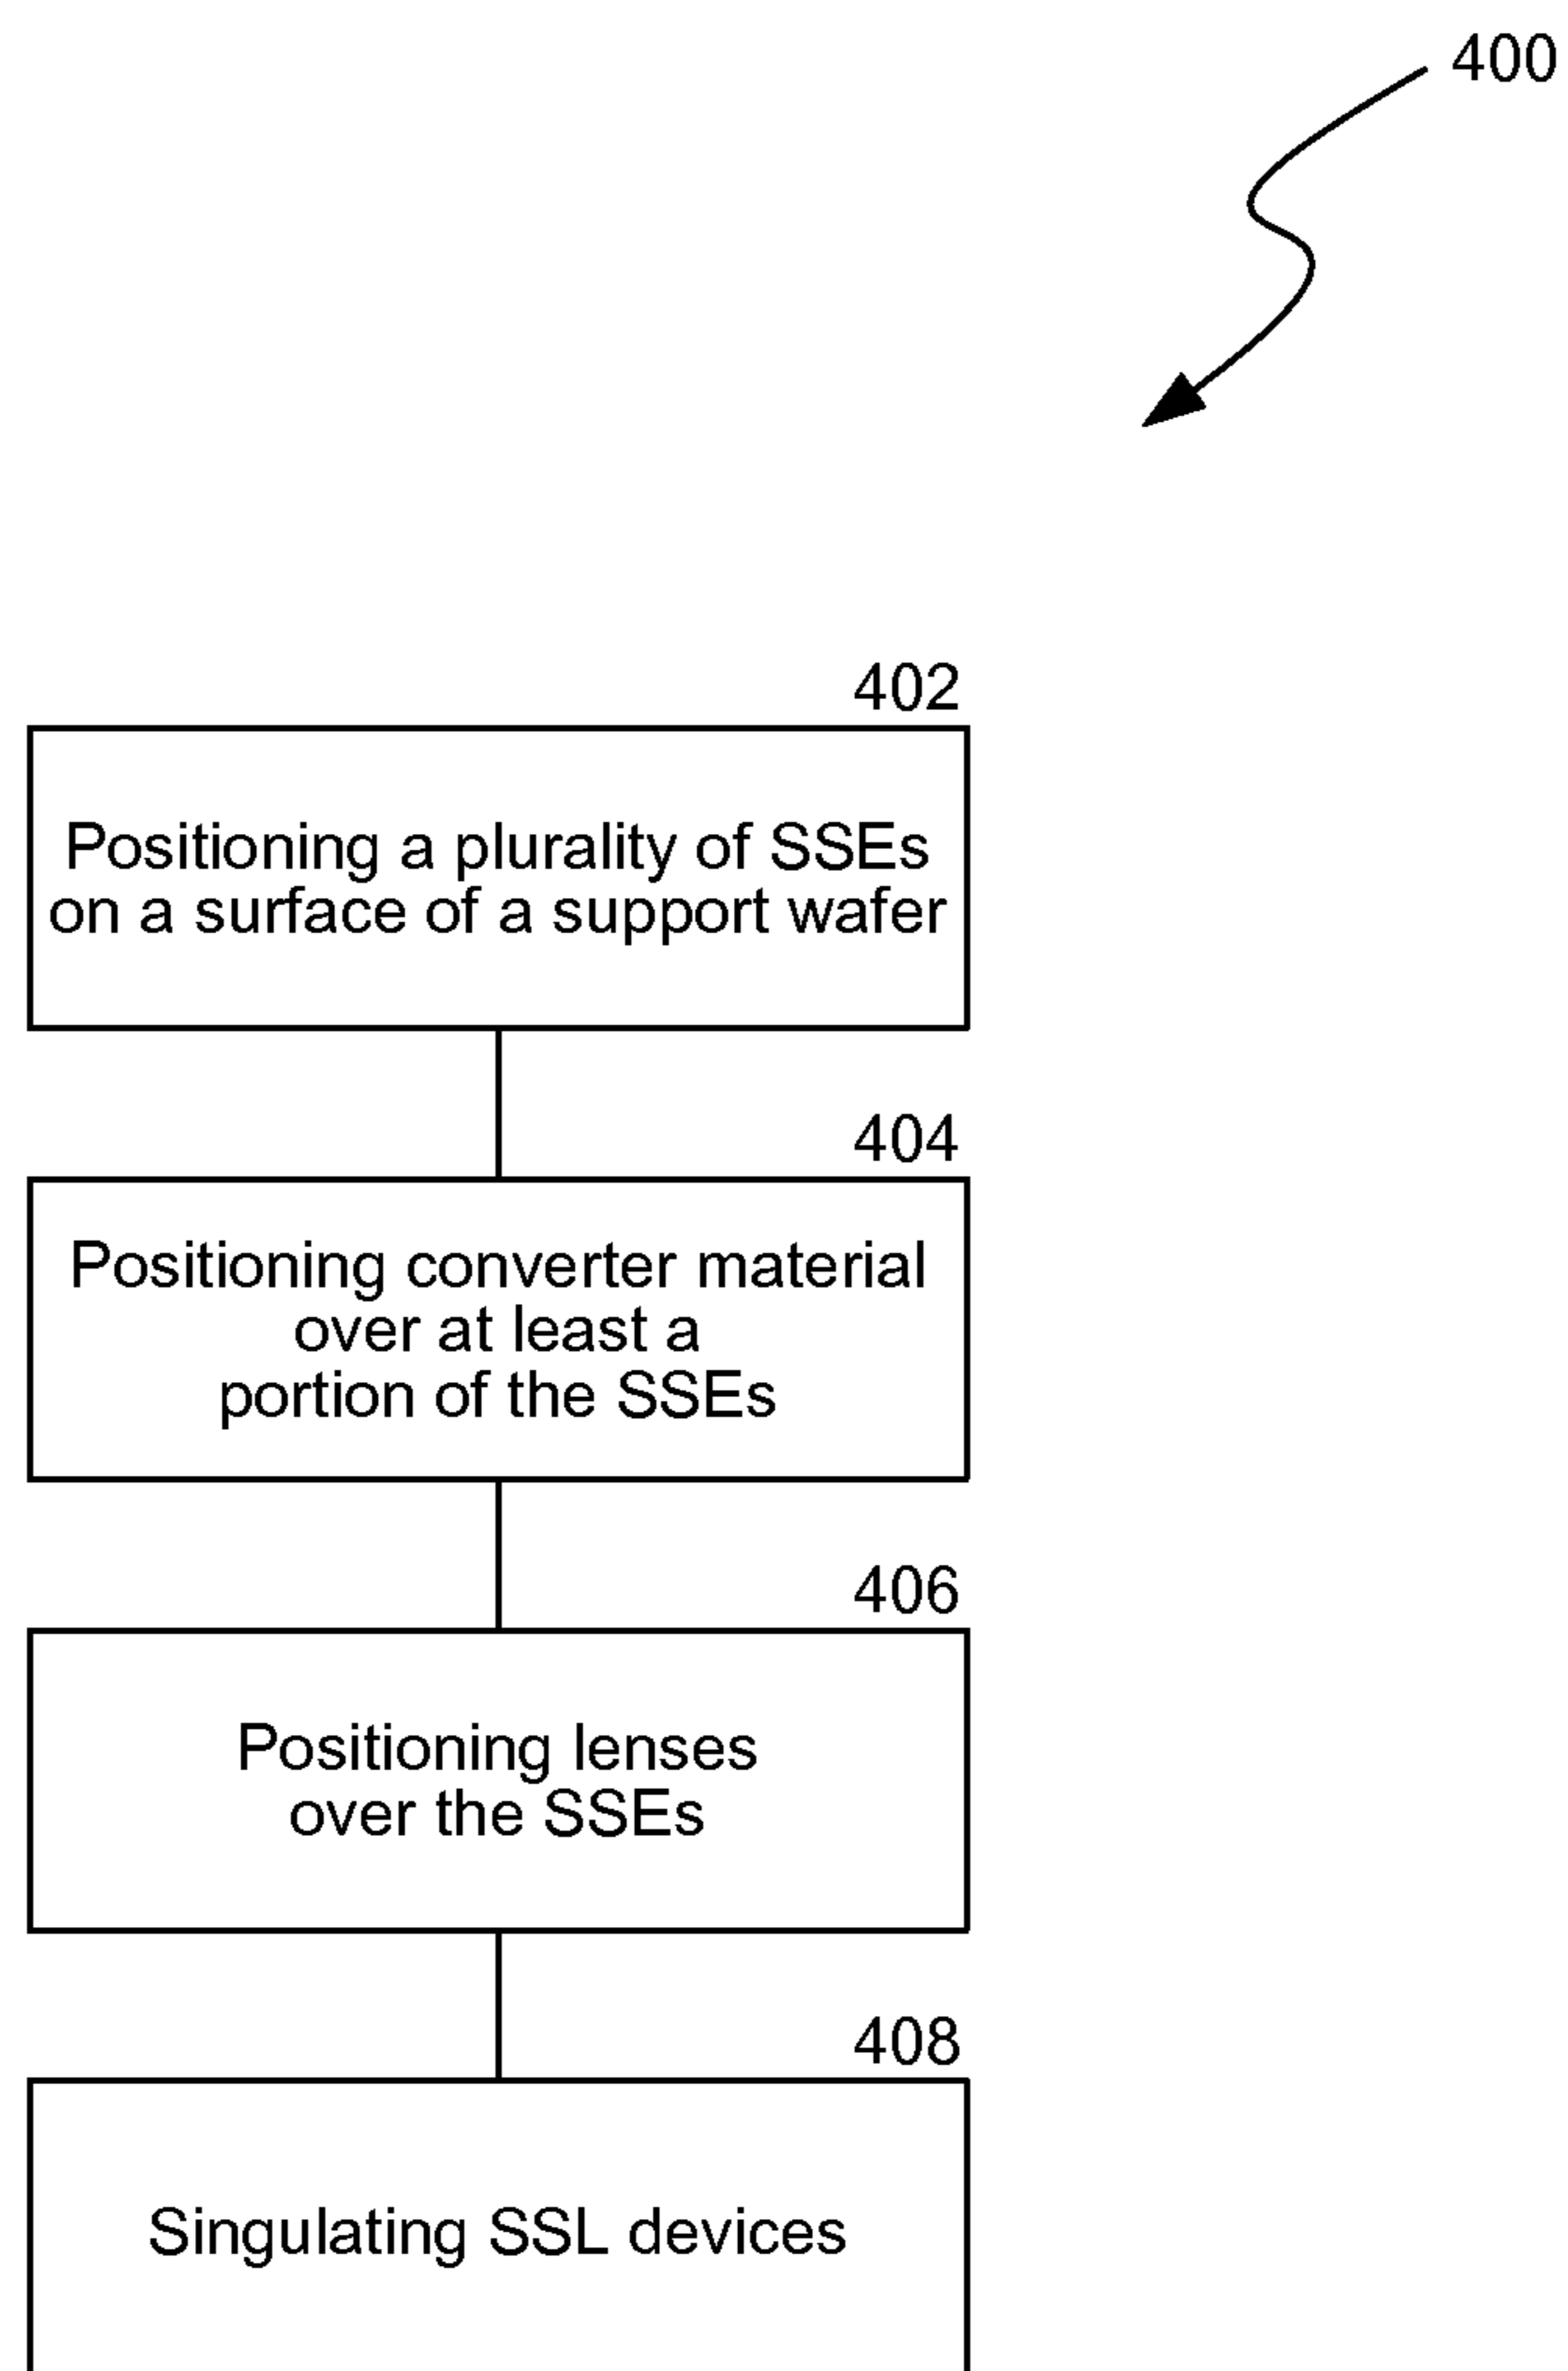 400
402
Positioning a plurality of SSEs
on a surface of a support wafer
404
Positioning converter material
over at least a
portion of the SSEs
406
Positioning lenses
over the SSEs
408
Singulating SSL devices